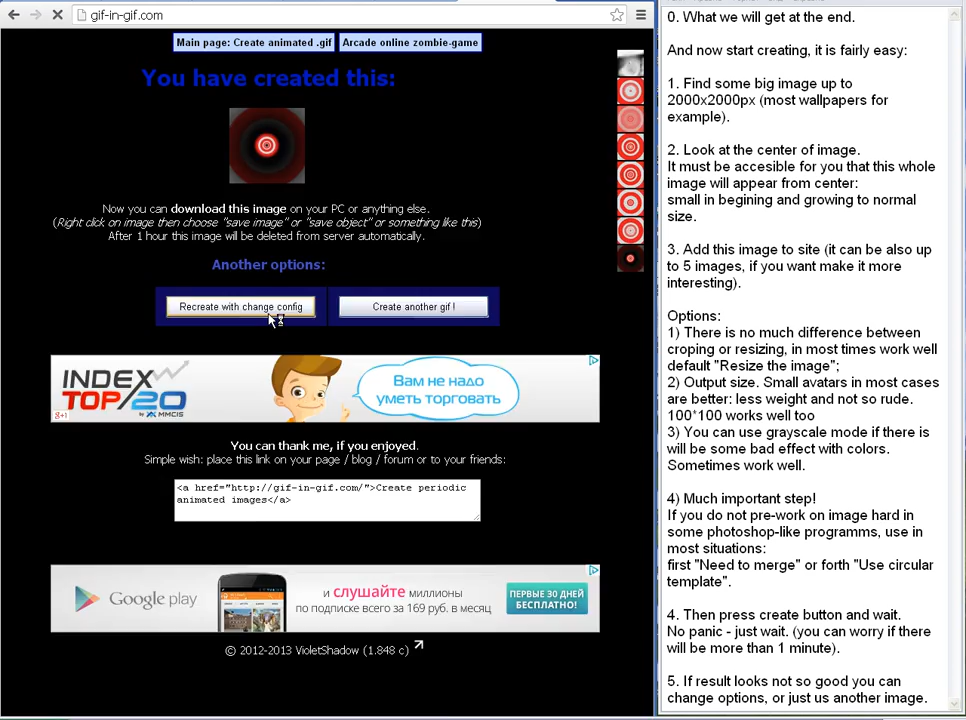 gif-in-gif.com
Main page: Create animated .gif
Arcade online zombie-game
You have created this:
Now you can download this image on your PC or anything else.
(Right click on image then choose "save image" or "save object" or something like this)
After 1 hour this image will be deleted from server automatically.
Another options:
Recreate with change config
Create another gif !
INDEX
TOP/20
by MMCIS
g+1
Вам не надо
уметь торговать
You can thank me, if you enjoyed.
Simple wish: place this link on your page / blog / forum or to your friends:
<a href="http://gif-in-gif.com/">Create periodic
animated images</a>
Google play
и слушайте миллионы
по подписке всего за 169 руб. в месяц
ПЕРВЫЕ 30 ДНЕЙ
БЕСПЛАТНО!
© 2012-2013 VioletShadow (1.848 c)
0. What we will get at the end.
And now start creating, it is fairly easy:
1. Find some big image up to
2000x2000px (most wallpapers for
example).
2. Look at the center of image.
It must be accesible for you that this whole
image will appear from center:
small in begining and growing to normal
size.
3. Add this image to site (it can be also up
to 5 images, if you want make it more
interesting).
Options:
1) There is no much difference between
croping or resizing, in most times work well
default "Resize the image";
2) Output size. Small avatars in most cases
are better: less weight and not so rude.
100*100 works well too
3) You can use grayscale mode if there is
will be some bad effect with colors.
Sometimes work well.
4) Much important step!
If you do not pre-work on image hard in
some photoshop-like programms, use in
most situations:
first "Need to merge" or forth "Use circular
template".
4. Then press create button and wait.
No panic - just wait. (you can worry if there
will be more than 1 minute).
5. If result looks not so good you can
change options, or just us another image.